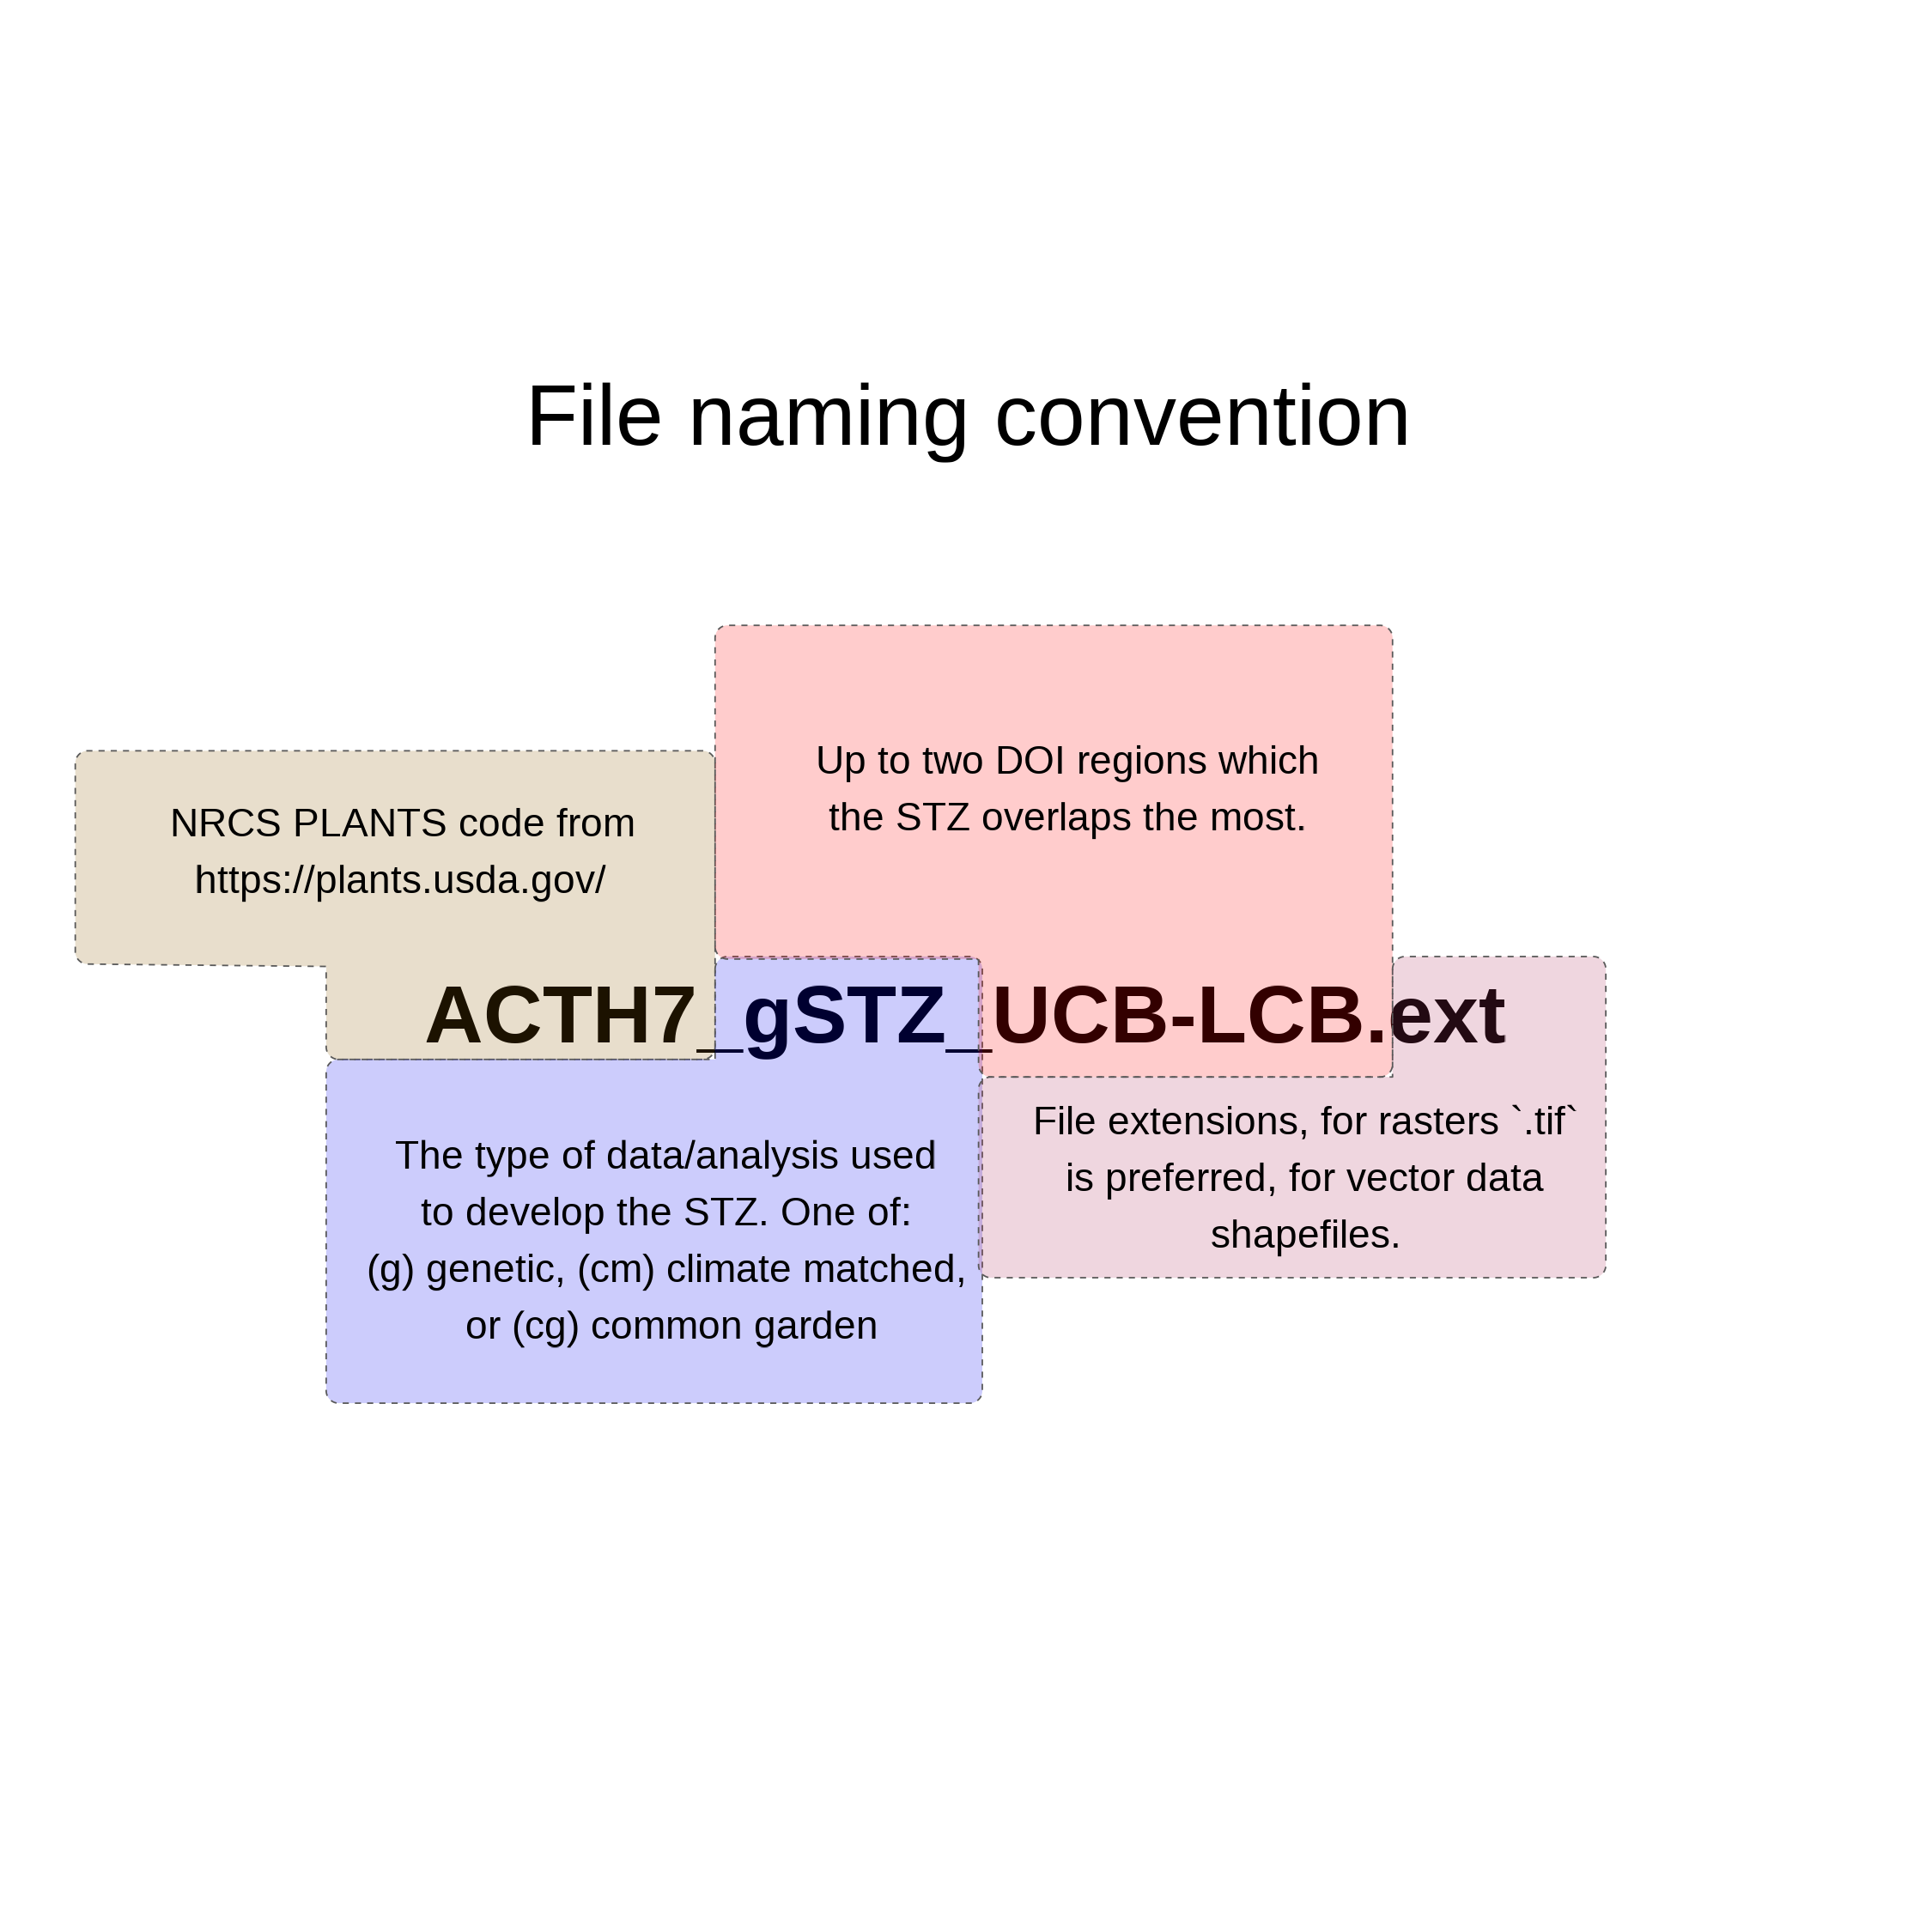 File naming convention
Up to two DOI regions which
the STZ overlaps the most.
NRCS PLANTS code from
https://plants.usda.gov/
ACTH7_gSTZ_UCB-LCB.ext
The type of data/analysis used
to develop the STZ. One of:
(g) genetic, (cm) climate matched,
or (cg) common garden
File extensions, for rasters `.tif`
is preferred, for vector data
shapefiles.